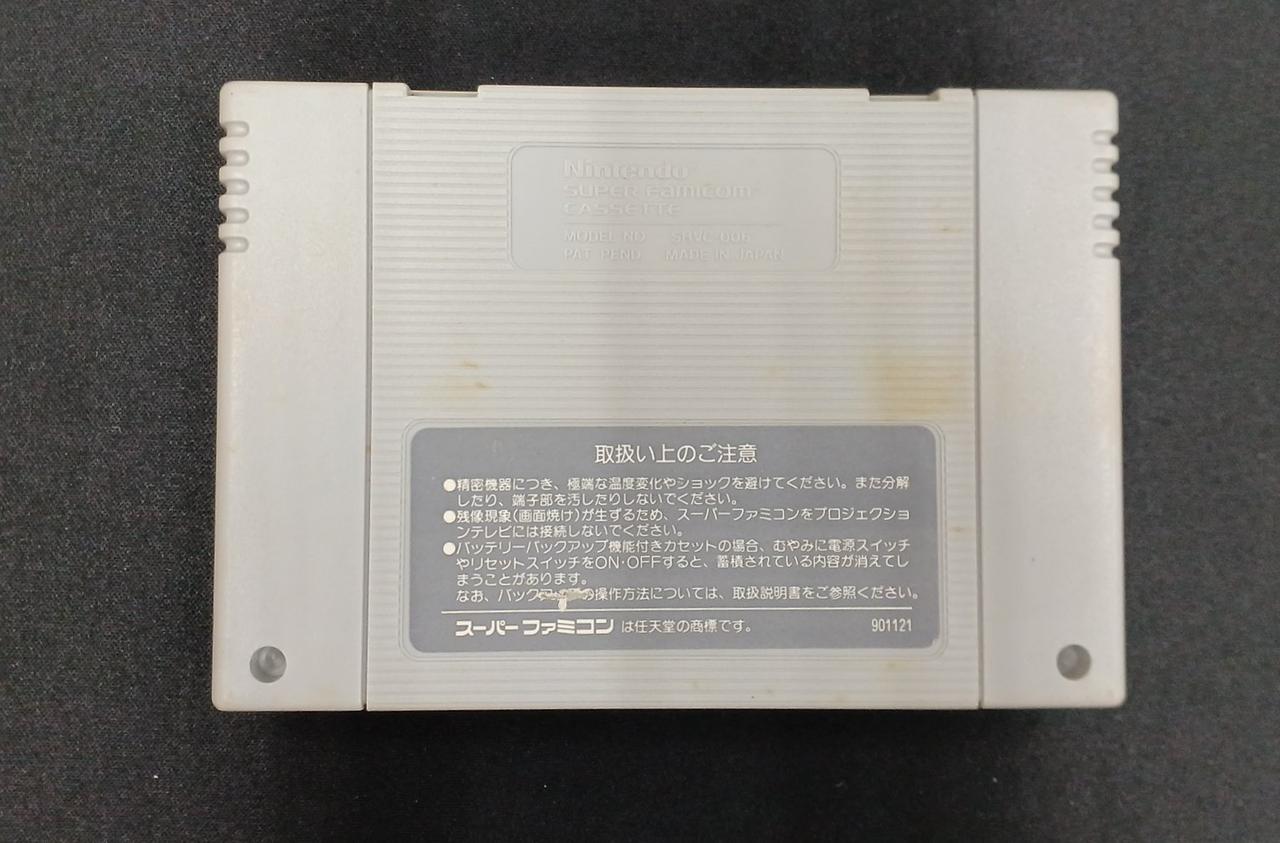 Nintendo
SUPER Famicom
CASSETTE
MODEL NO SHVC-006
PAT PEND MADE IN JAPAN
取扱い上のご注意
●精密機器につき、極端な温度変化やショックを避けてください。また分解
したり、端子部を汚したりしないでください。
●残像現象(画面焼け)が生ずるため、スーパーファミコンをプロジェクショ
ンテレビには接続しないでください。
●バッテリーバックアップ機能付きカセットの場合、むやみに電源スイッチ
やリセットスイッチをON·OFFすると、蓄積されている内容が消えてし
まうことがあります。
なお、バックの操作方法については、取扱説明書をご参照ください。
スーパーファミコン は任天堂の商標です。 901121